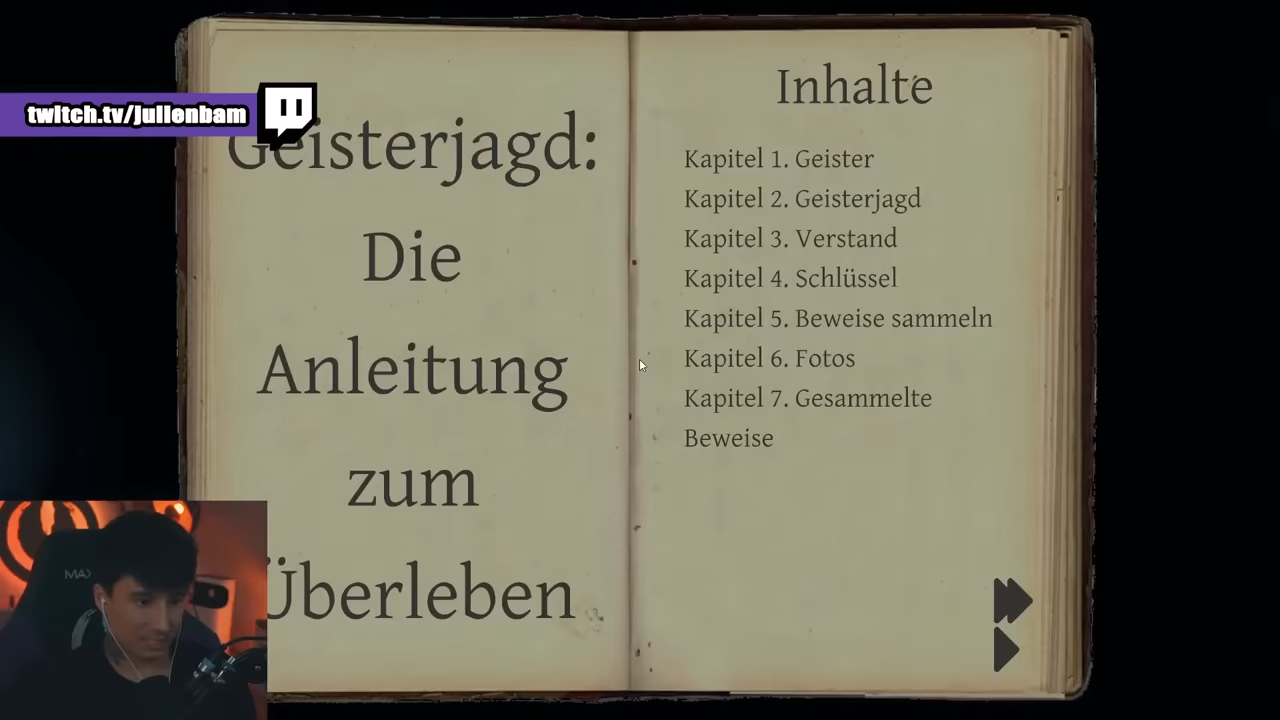 twitch.tv/julienbam
Geisterjagd:
Die
Anleitung
zum
Überleben
Inhalte
Kapitel 1. Geister
Kapitel 2. Geisterjagd
Kapitel 3. Verstand
Kapitel 4. Schlüssel
Kapitel 5. Beweise sammeln
Kapitel 6. Fotos
Kapitel 7. Gesammelte
Beweise
MAX